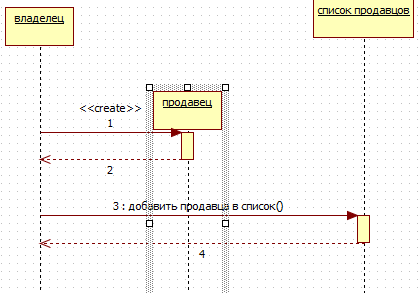 владелец
список продавцов
<<create>>
продавец
1
2
3 : добавить продавца в список()
4